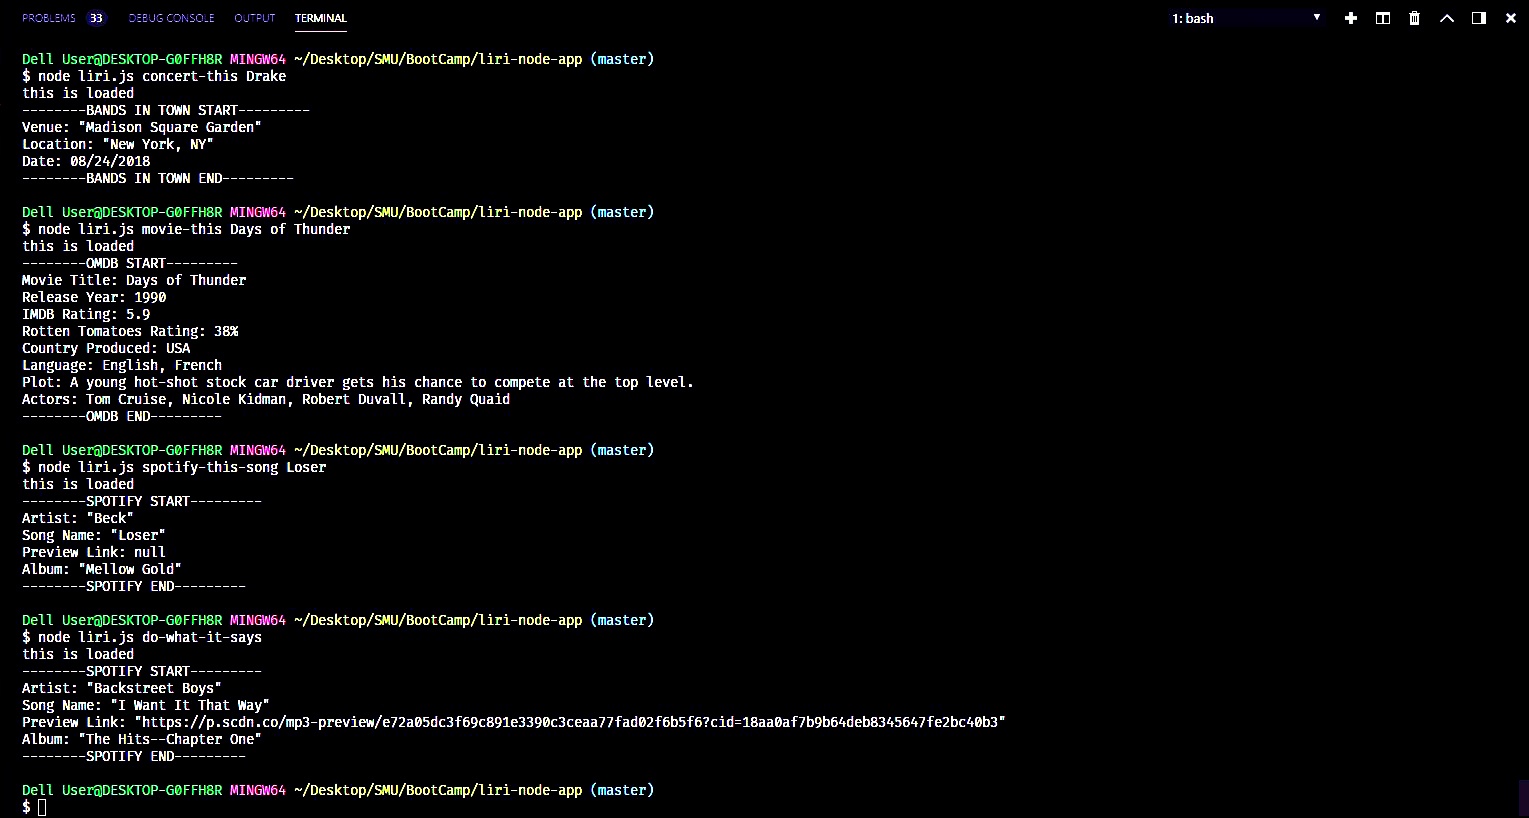 PROBLEMS 33 DEBUG CONSOLE OUTPUT TERMINAL 1: bash
Dell User@DESKTOP-G0FFH8R MINGW64 ~/Desktop/SMU/BootCamp/liri-node-app (master)
$ node liri.js concert-this Drake
this is loaded
--------BANDS IN TOWN START---------
Venue: "Madison Square Garden"
Location: "New York, NY"
Date: 08/24/2018
--------BANDS IN TOWN END---------
Dell User@DESKTOP-G0FFH8R MINGW64 ~/Desktop/SMU/BootCamp/liri-node-app (master)
$ node liri.js movie-this Days of Thunder
this is loaded
--------OMDB START---------
Movie Title: Days of Thunder
Release Year: 1990
IMDB Rating: 5.9
Rotten Tomatoes Rating: 38%
Country Produced: USA
Language: English, French
Plot: A young hot-shot stock car driver gets his chance to compete at the top level.
Actors: Tom Cruise, Nicole Kidman, Robert Duvall, Randy Quaid
--------OMDB END---------
Dell User@DESKTOP-G0FFH8R MINGW64 ~/Desktop/SMU/BootCamp/liri-node-app (master)
$ node liri.js spotify-this-song Loser
this is loaded
--------SPOTIFY START---------
Artist: "Beck"
Song Name: "Loser"
Preview Link: null
Album: "Mellow Gold"
--------SPOTIFY END---------
Dell User@DESKTOP-G0FFH8R MINGW64 ~/Desktop/SMU/BootCamp/liri-node-app (master)
$ node liri.js do-what-it-says
this is loaded
--------SPOTIFY START---------
Artist: "Backstreet Boys"
Song Name: "I Want It That Way"
Preview Link: "https://p.scdn.co/mp3-preview/e72a05dc3f69c891e3390c3ceaa77fad02f6b5f6?cid=18aa0af7b9b64deb8345647fe2bc40b3"
Album: "The Hits--Chapter One"
--------SPOTIFY END---------
Dell User@DESKTOP-G0FFH8R MINGW64 ~/Desktop/SMU/BootCamp/liri-node-app (master)
$